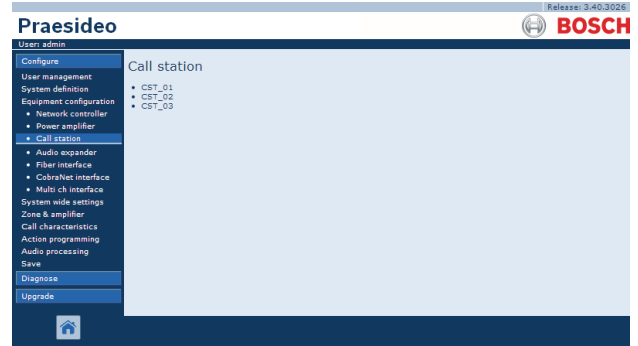 Release: 3.40.3026
Praesideo
BOSCH
User: admin
Configure
User management
System definition
Equipment configuration
• Network controller
• Power amplifier
• Call station
• Audio expander
• Fiber interface
• CobraNet interface
• Multi ch interface
System wide settings
Zone & amplifier
Call characteristics
Action programming
Audio processing
Save
Diagnose
Upgrade
Call station
• CST_01
• CST_02
• CST_03